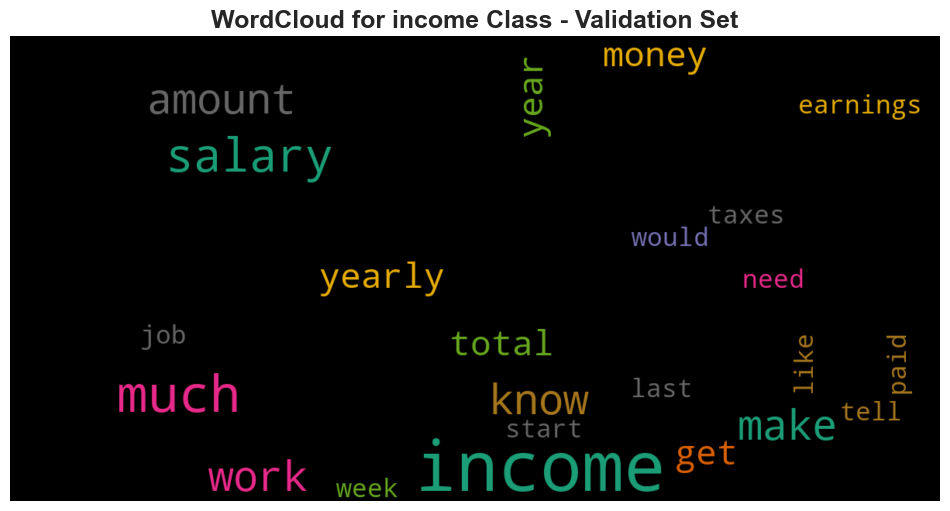 WordCloud for income Class - Validation Set
money
year
amount
earnings
salary
taxes
would
yearly
need
job
total
like
paid
much
know
last
tell
start
make
income
get
work
week